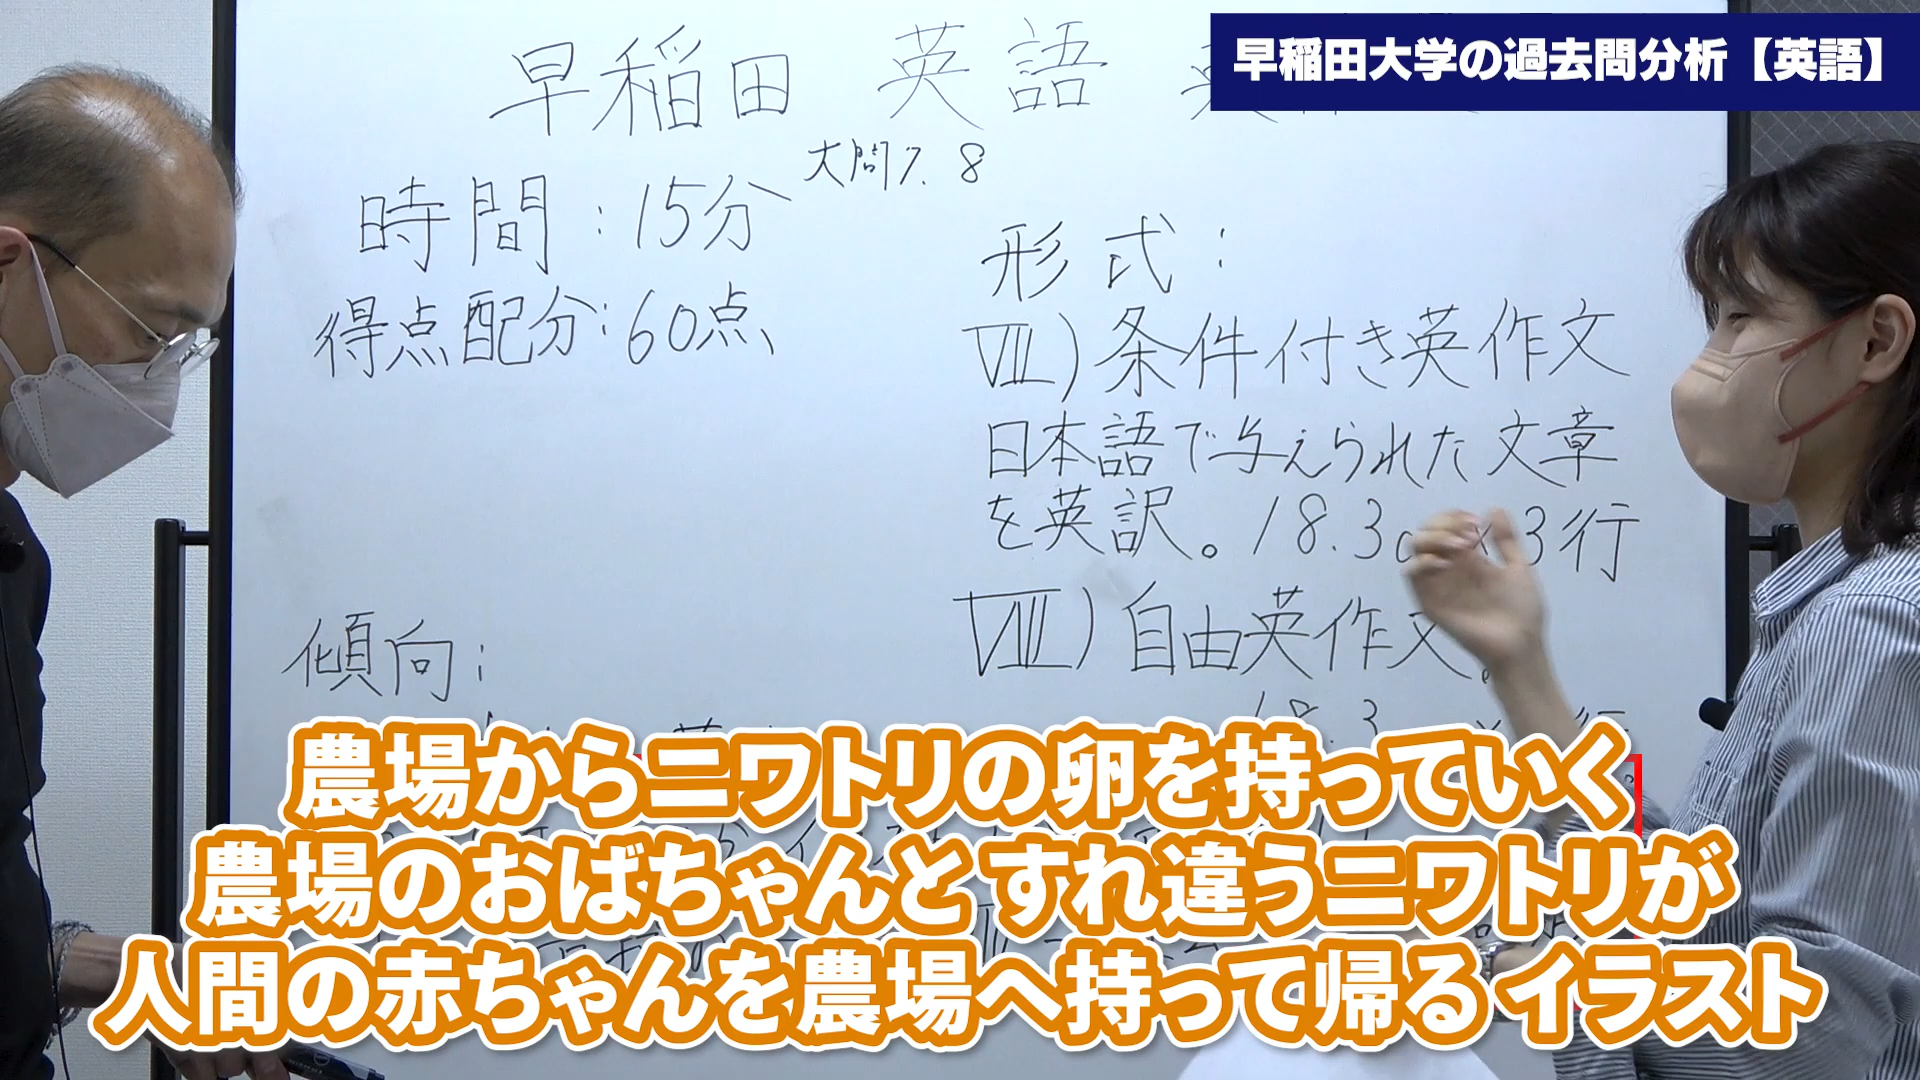 早稲田大学の過去問分析【英語】
早稲田 英語
大問7.8
時間:15分
得点配分:60点
形式:
Ⅶ)条件付き英作文
日本語で与えられた文章
を英訳。18.3 3行
Ⅷ)自由英作文。
傾向:
農場からニワトリの卵を持っていく
農場のおばちゃんと すれ違うニワトリが
人間の赤ちゃんを農場へ持って帰る イラスト